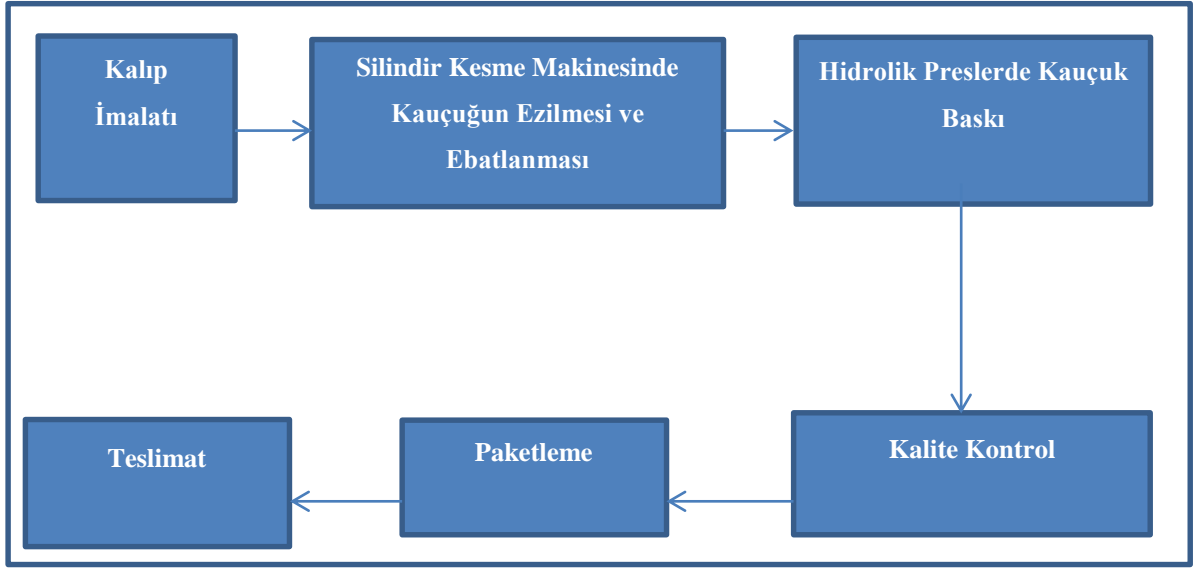 Kalıp
İmalatı
Silindir Kesme Makinesinde
Kauçuğun Ezilmesi ve
Ebatlanması
Hidrolik Preslerde Kauçuk
Baskı
Kalite Kontrol
Paketleme
Teslimat